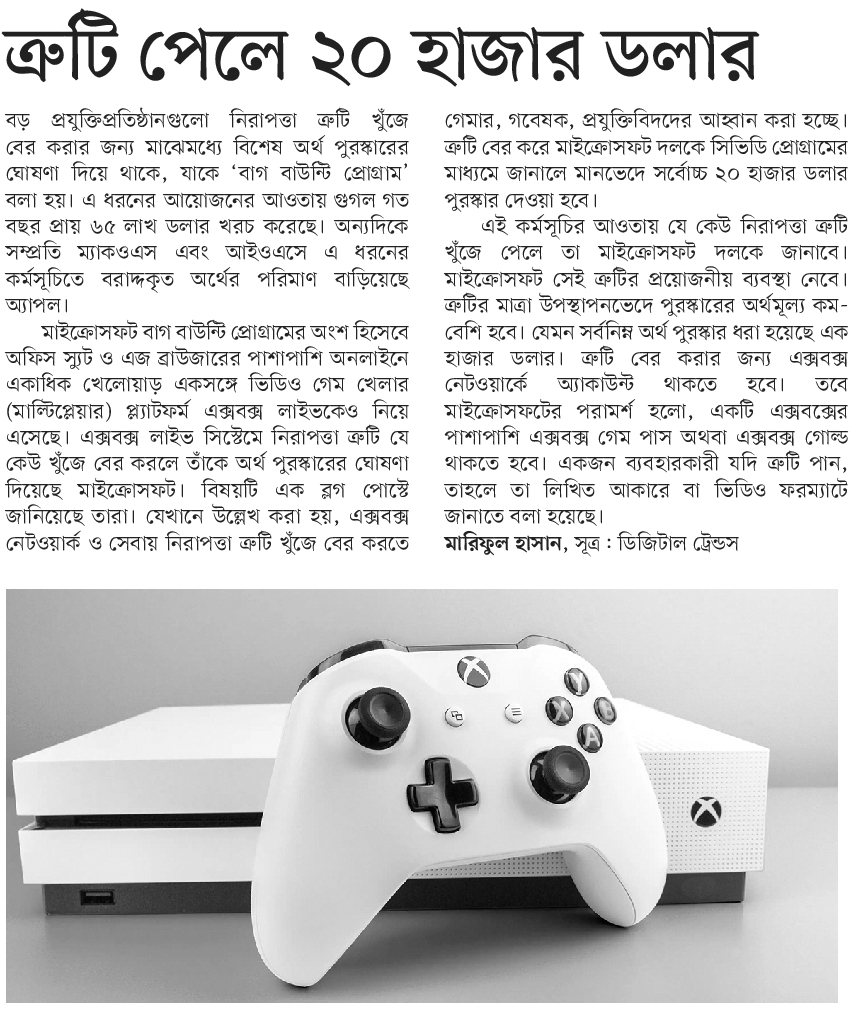 ত্রুটি পেলে ২০ হাজার ডলার
বড় প্রযুক্তিপ্রতিষ্ঠানগুলো নিরাপত্তা ত্রুটি খুঁজে
বের করার জন্য মাঝেমধ্যে বিশেষ অর্থ পুরস্কারের
ঘোষণা দিয়ে থাকে, যাকে ‘বাগ বাউন্টি প্রোগ্রাম’
বলা হয়। এ ধরনের আয়োজনের আওতায় গুগল গত
বছর প্রায় ৬৫ লাখ ডলার খরচ করেছে। অন্যদিকে
সম্প্রতি ম্যাকওএস এবং আইওএসে এ ধরনের
কর্মসূচিতে বরাদ্দকৃত অর্থের পরিমাণ বাড়িয়েছে
অ্যাপল।
মাইক্রোসফট বাগ বাউন্টি প্রোগ্রামের অংশ হিসেবে
অফিস স্যুট ও এজ ব্রাউজারের পাশাপাশি অনলাইনে
একাধিক খেলোয়াড় একসঙ্গে ভিডিও গেম খেলার
(মাল্টিপ্লেয়ার) প্ল্যাটফর্ম এক্সবক্স লাইভকেও নিয়ে
এসেছে। এক্সবক্স লাইভ সিস্টেমে নিরাপত্তা ত্রুটি যে
কেউ খুঁজে বের করলে তাঁকে অর্থ পুরস্কারের ঘোষণা
দিয়েছে মাইক্রোসফট। বিষয়টি এক ব্লগ পোস্টে
জানিয়েছে তারা। যেখানে উল্লেখ করা হয়, এক্সবক্স
নেটওয়ার্ক ও সেবায় নিরাপত্তা ত্রুটি খুঁজে বের করতে
গেমার, গবেষক, প্রযুক্তিবিদদের আহ্বান করা হচ্ছে।
ত্রুটি বের করে মাইক্রোসফট দলকে সিভিডি প্রোগ্রামের
মাধ্যমে জানালে মানভেদে সর্বোচ্চ ২০ হাজার ডলার
পুরস্কার দেওয়া হবে।
এই কর্মসূচির আওতায় যে কেউ নিরাপত্তা ত্রুটি
খুঁজে পেলে তা মাইক্রোসফট দলকে জানাবে।
মাইক্রোসফট সেই ত্রুটির প্রয়োজনীয় ব্যবস্থা নেবে।
ত্রুটির মাত্রা উপস্থাপনভেদে পুরস্কারের অর্থমূল্য কম-
বেশি হবে। যেমন সর্বনিম্ন অর্থ পুরস্কার ধরা হয়েছে এক
হাজার ডলার। ত্রুটি বের করার জন্য এক্সবক্স
নেটওয়ার্কে অ্যাকাউন্ট থাকতে হবে। তবে
মাইক্রোসফটের পরামর্শ হলো, একটি এক্সবক্সের
পাশাপাশি এক্সবক্স গেম পাস অথবা এক্সবক্স গোল্ড
থাকতে হবে। একজন ব্যবহারকারী যদি ত্রুটি পান,
তাহলে তা লিখিত আকারে বা ভিডিও ফরম্যাটে
জানাতে বলা হয়েছে।
মারিফুল হাসান, সূত্র : ডিজিটাল ট্রেন্ডস
Y
X B
A